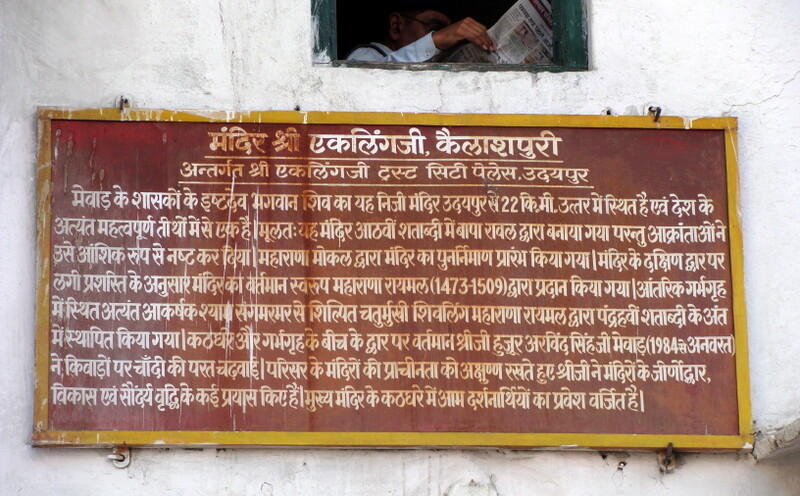 मंदिर श्री एकलिंगजी, कैलाशपुरी
अन्तर्गत श्री एकलिंगजी ट्रस्ट सिटी पेलेस, उदयपुर
मेवाड़ के शासकों के इष्टदेव भगवान शिव का यह निजी मंदिर उदयपुर से 22 कि.मी. उत्तर में स्थित है एवं देश के
अत्यंत महत्वपूर्ण तीर्थो में से एक है। मूलतः यह मंदिर आठवीं शताब्दी में बापा रावल द्वारा बनाया गया परन्तु आक्रांताओं ने
उसे आंशिक रूप से नष्ट कर दिया। महाराणा मोकल द्वारा मंदिर का पुनर्निमाण प्रारंभ किया गया। मंदिर के दक्षिण द्वार पर
लगी प्रशस्ति के अनुसार मंदिर का वर्तमान स्वरूप महाराणा रायमल (1473-1509) द्वारा प्रदान किया गया। आंतरिक गर्भगृह
में स्थित अत्यंत आकर्षक श्याम संगमरमर से शिल्पित चतुर्मुखी शिवलिंग महाराणा रायमल द्वारा पंद्रहवीं शताब्दी के अंत
में स्थापित किया गया। कठघरे और गर्भगृह के बीच के द्वार पर वर्तमान श्रीजी हुजूर अरविंद सिंहजी मेवाड़ (1984 से अनवरत)
ने किवाड़ों पर चाँदी की परत चढ़वाई। परिसर के मंदिरों की प्राचीनता को अक्षुण्ण रखते हुए श्रीजी ने मंदिरों के जीर्णोद्धार,
विकास एवं सौंदर्य वृद्धि के कई प्रयास किए हैं। मुख्य मंदिर के कठघरे में आम दर्शनार्थियों का प्रवेश वर्जित है।